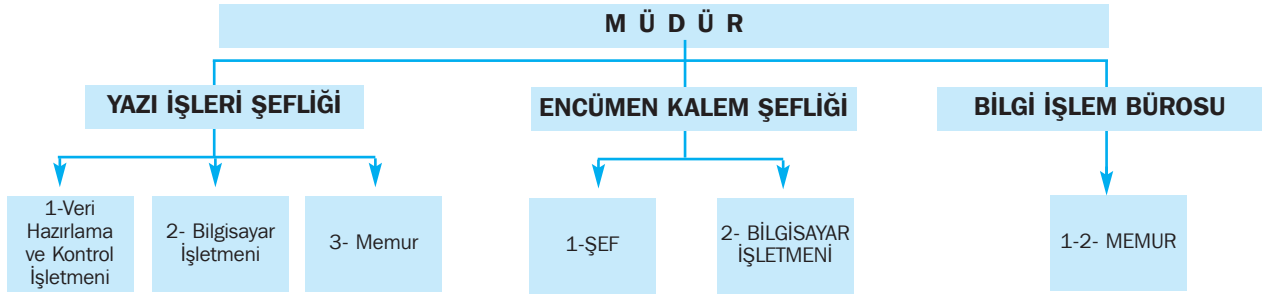 M Ü D Ü R
YAZI İŞLERİ ŞEFLİĞİ
ENCÜMEN KALEM ŞEFLİĞİ
BİLGİ İŞLEM BÜROSU
1-Veri
Hazırlama
ve Kontrol
İşletmeni
2- Bilgisayar
İşletmeni
3- Memur
1-ŞEF
2- BİLGİSAYAR
İŞLETMENİ
1-2- MEMUR